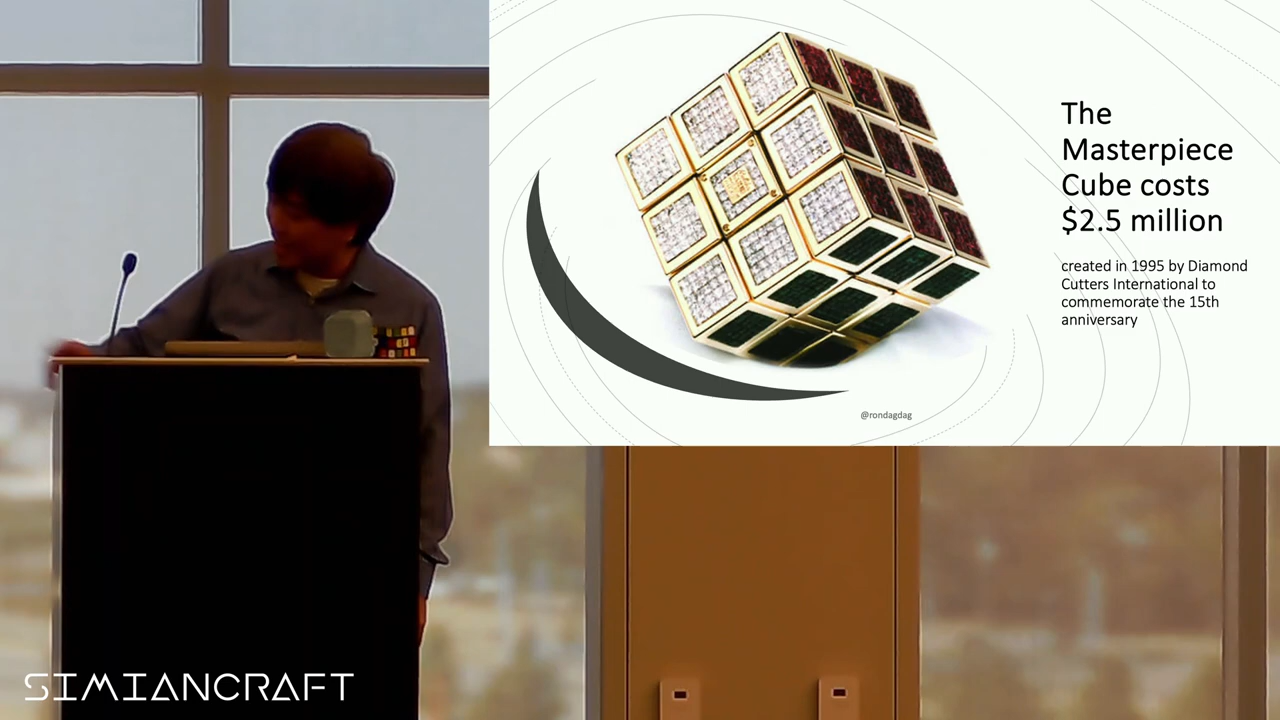 The
Masterpiece
Cube costs
$2.5 million
created in 1995 by Diamond
Cutters International to
commemorate the 15th
anniversary
@rondagdag
SIMIANCRAFT